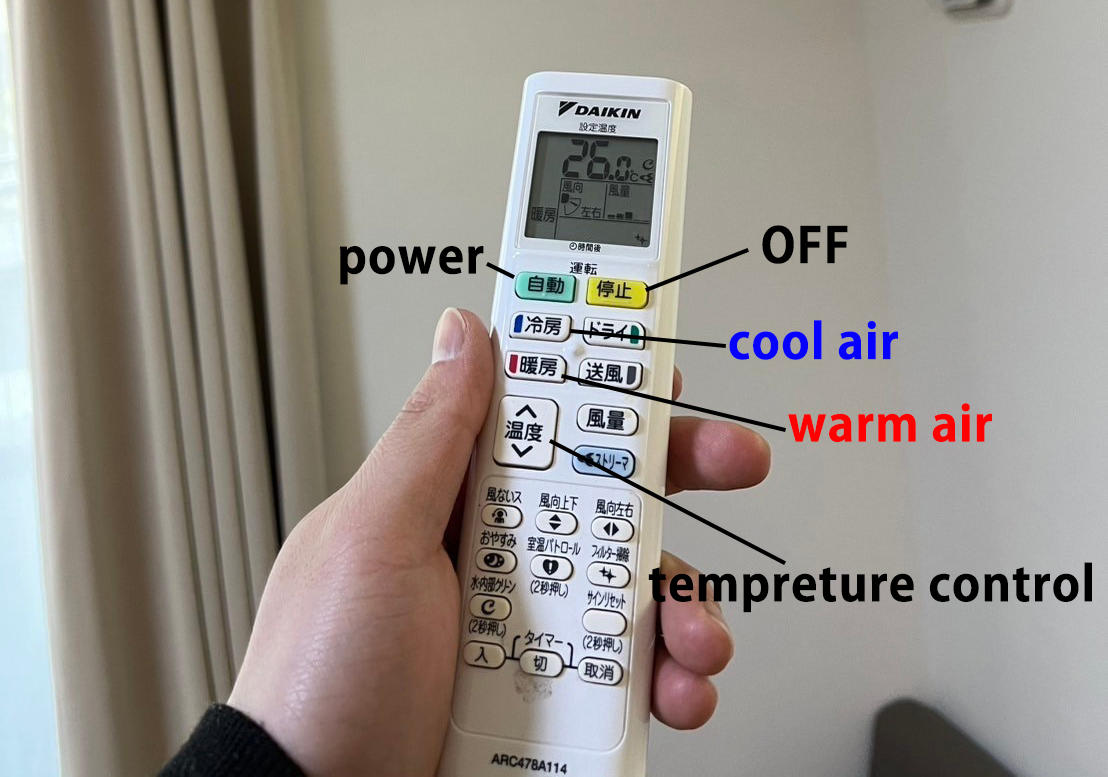 DAIKIN
設定温度
26.0℃
風向
風量
左右
暖房
時間後
運転
power
OFF
自動
停止
冷房
ドライ
cool air
暖房
送風
warm air
温度
風量
ストリーマ
tempreture control
風ないス
風向上下
風向左右
おやすみ
室温パトロール
フィルター掃除
(2秒押し)
水内部クリン
サインリセット
(2秒押し)
(2秒押し)
タイマー
入
切
取消
ARC478A114